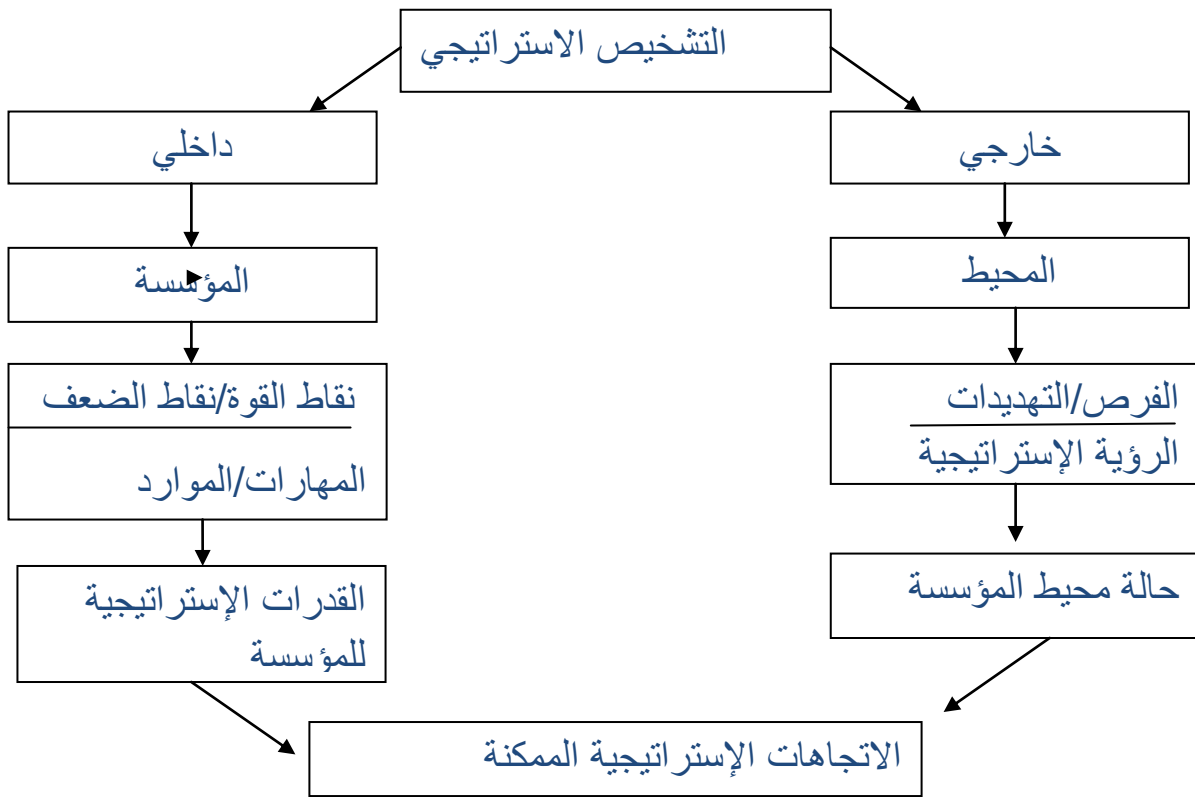 التشخيص الاستراتيجي
خارجي
داخلي
المحيط
المؤسسة
الفرص/التهديدات
الرؤية الإستراتيجية
نقاط القوة/نقاط الضعف
المهارات/الموارد
حالة محيط المؤسسة
القدرات الإستراتيجية
للمؤسسة
الاتجاهات الإستراتيجية الممكنة